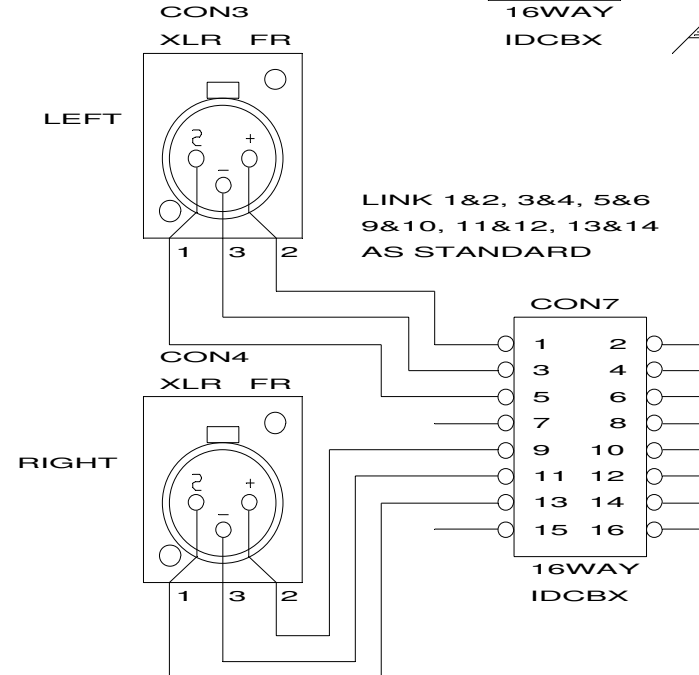 CON3
XLR FR
16WAY
IDCBX
LEFT
S +
−
1 3 2
LINK 1&2, 3&4, 5&6
9&10, 11&12, 13&14
AS STANDARD
CON7
1 2
3 4
5 6
7 8
9 10
11 12
13 14
15 16
16WAY
IDCBX
CON4
XLR FR
RIGHT
S +
−
1 3 2